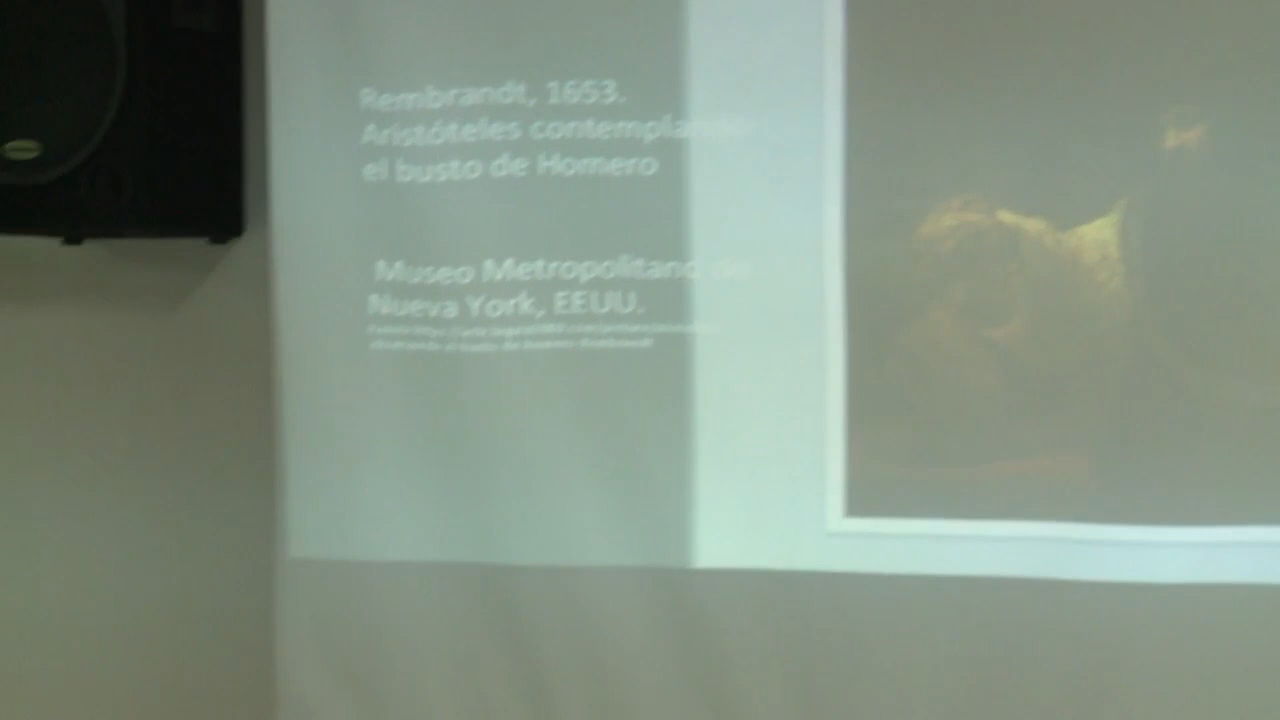 Rembrandt, 1653.
Aristóteles contemplando
el busto de Homero
Museo Metropolitano de
Nueva York, EEUU.